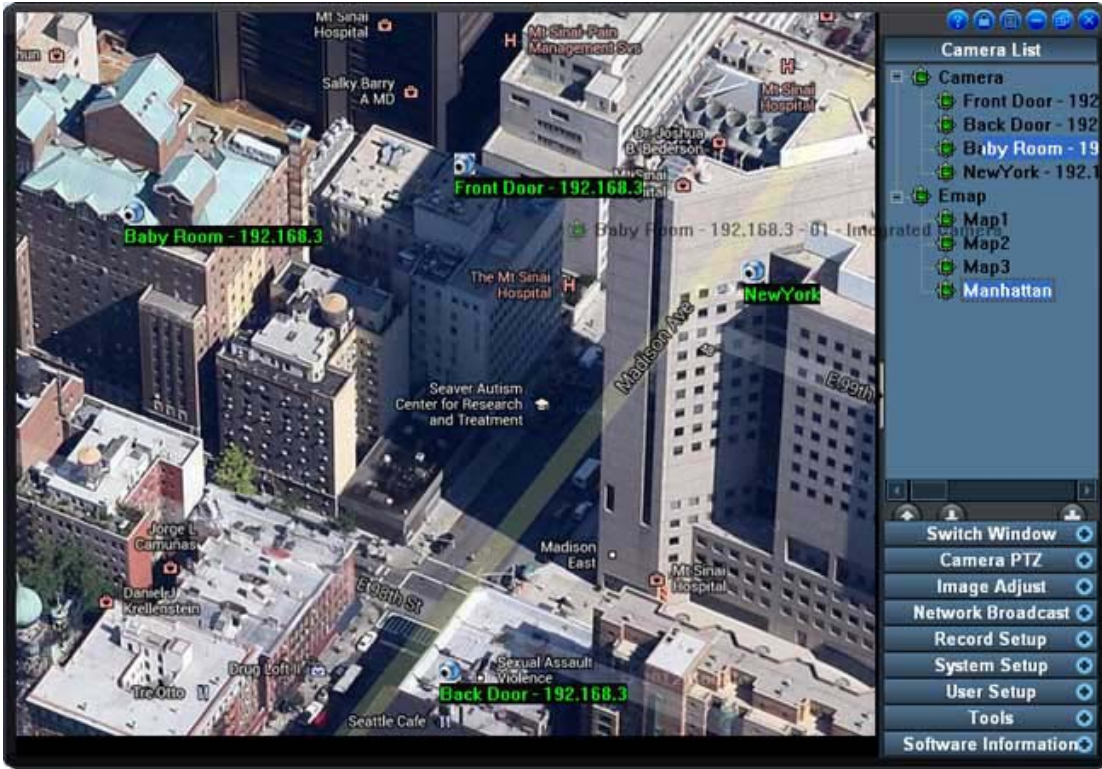 Mt Sinai
Hospital
hun
Mt Sinai-Pain
Management Svs
Salky Barry
A MD
Mt Sinai
Hospital
Dr. Joshua
B. Bederson
Mt Sinai
Hospital
Front Door - 192.168.3
Baby Room - 192.168.3
Baby Room - 192.168.3 - 01 - Integrated Camera
The Mt Sinai
Hospital
NewYork
Madison Ave
E 99th
Seaver Autism
Center for Research
and Treatment
Jorge L
Camuñas
Daniel J
Krellenstein
Madison
East
Mt Sinai
Hospital
E 98th St
Drug Loft II
Tre Otto
Sexual Assault
Violence
Back Door - 192.168.3
Seattle Cafe
Camera List
Camera
Front Door - 192
Back Door - 192
Baby Room - 19
NewYork - 192.1
Emap
Map1
Map2
Map3
Manhattan
Switch Window
Camera PTZ
Image Adjust
Network Broadcast
Record Setup
System Setup
User Setup
Tools
Software Information